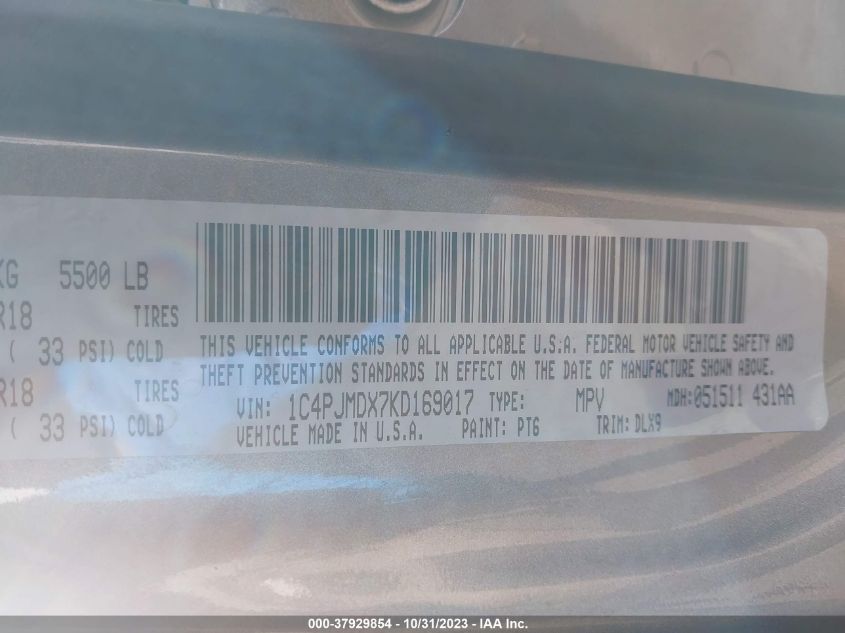 KG 5500 LB
R18 TIRES
( 33 PSI) COLD
R18 TIRES
( 33 PSI) COLD
THIS VEHICLE CONFORMS TO ALL APPLICABLE U.S.A. FEDERAL MOTOR VEHICLE SAFETY AND
THEFT PREVENTION STANDARDS IN EFFECT ON THE DATE OF MANUFACTURE SHOWN ABOVE.
VIN: 1C4PJMDX7KD169017 TYPE: MPV MDH:051511 431AA
VEHICLE MADE IN U.S.A. PAINT: PT6 TRIM: DLX9
000-37929854 - 10/31/2023 - IAA Inc.